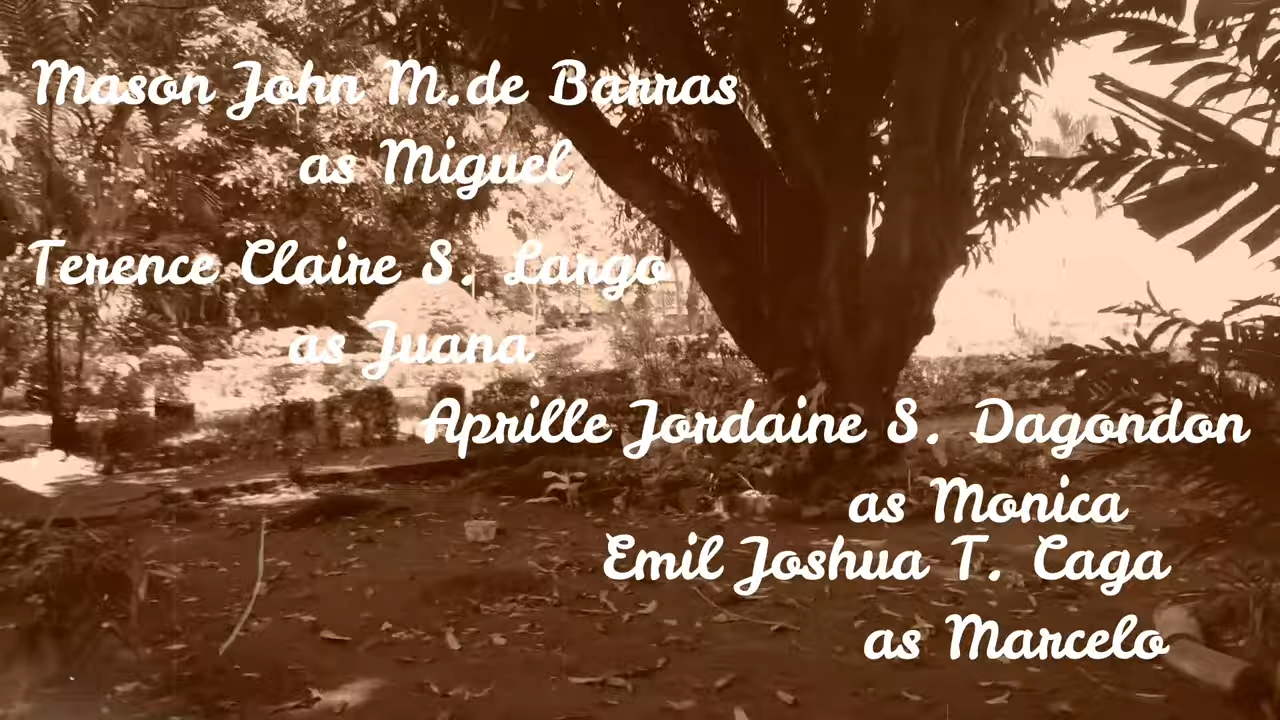 Mason John M.de Barras
as Miguel
Terence Claire S. Largo
as Juana
Aprille Jordaine S. Dagondon
as Monica
Emil Joshua T. Caga
as Marcelo